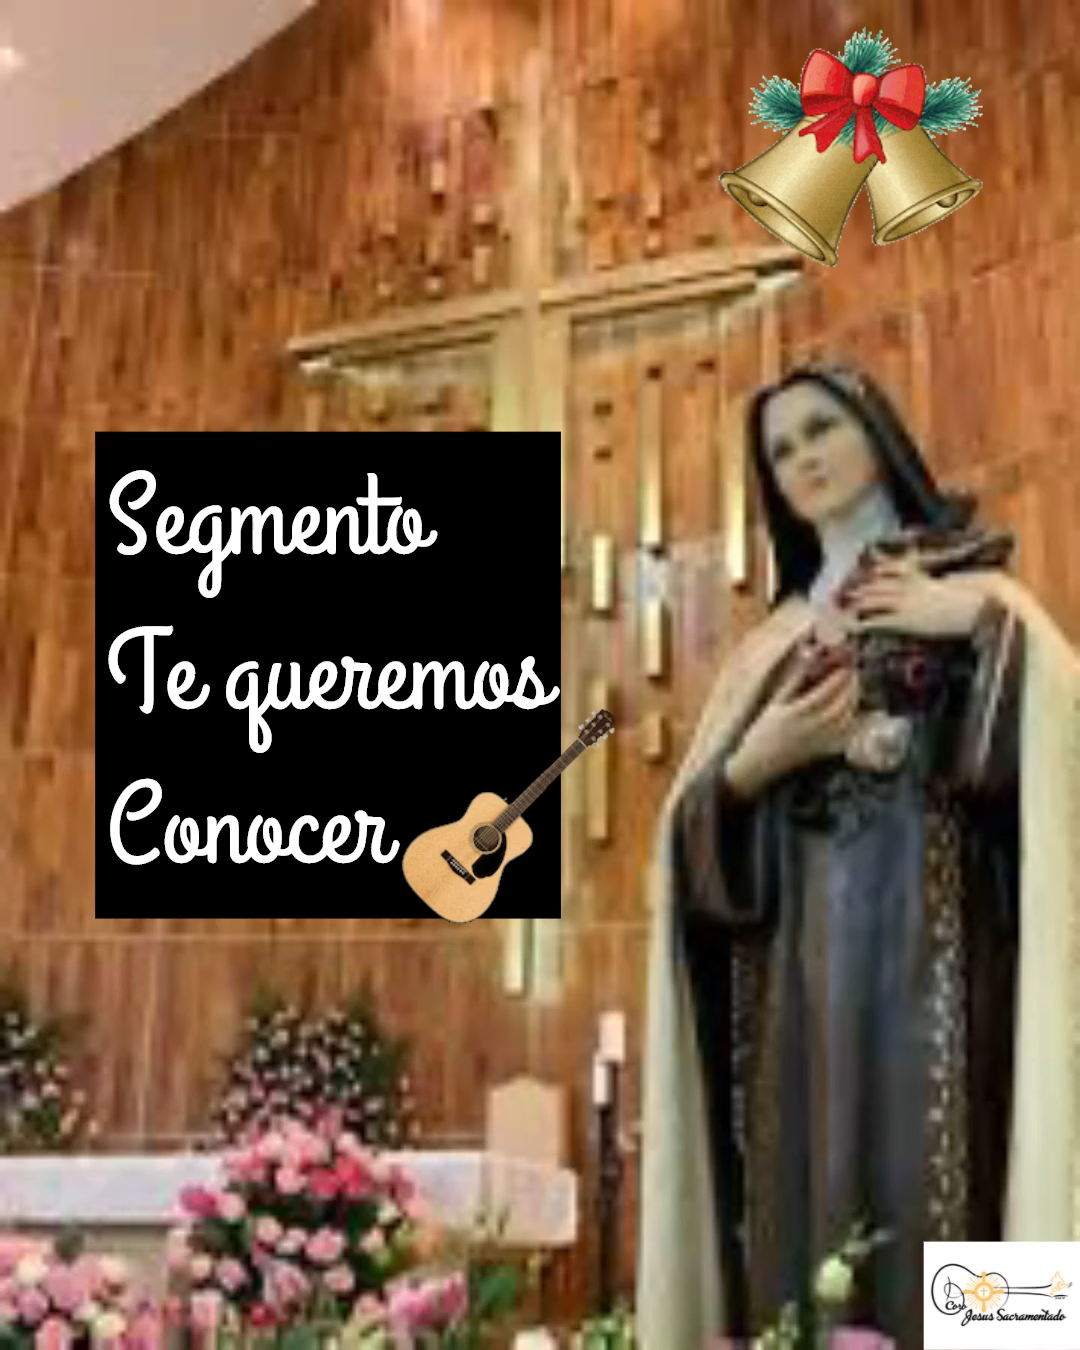 Segmento
Te queremos
Conocer
Coro
Jesus Sacramentado